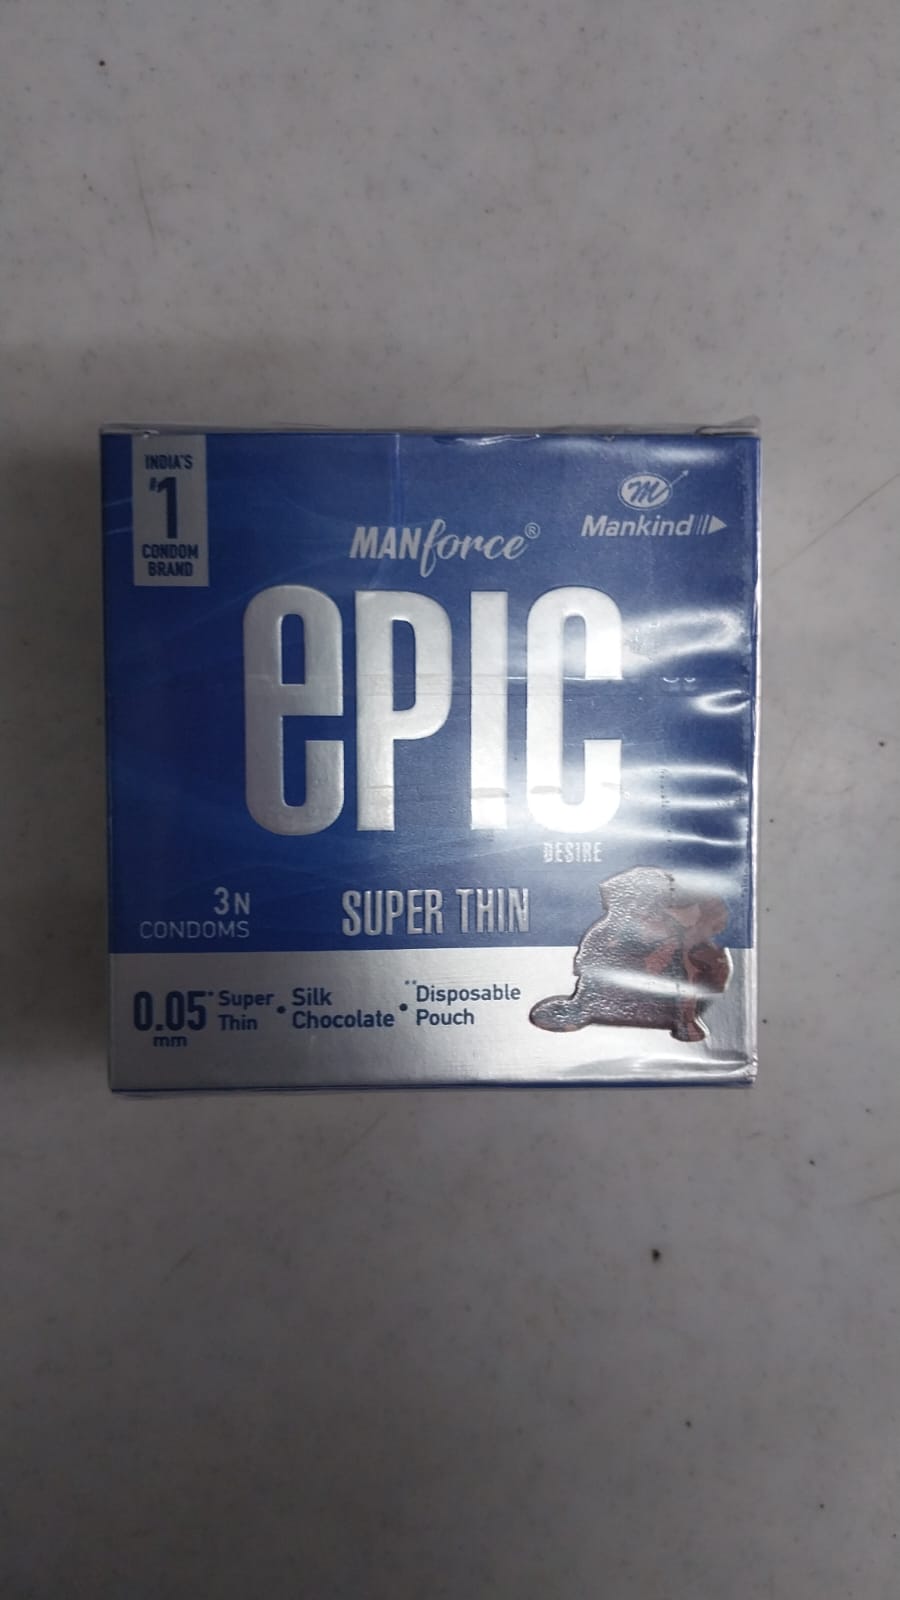 INDIA'S
#1
CONDOM
BRAND
m
Mankind
MANforce®
EPIC
DESIRE
SUPER THIN
3N
CONDOMS
0.05*
mm
Super
Thin
• Silk
Chocolate
• **Disposable
Pouch